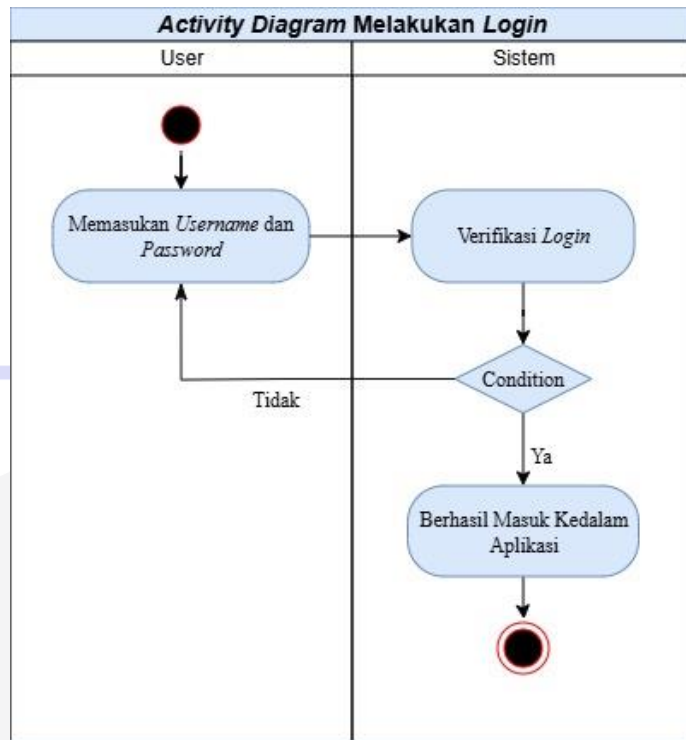 Activity Diagram Melakukan Login
User
Sistem
Memasukan Username dan
Password
Verifikasi Login
Condition
Tidak
Ya
Berhasil Masuk Kedalam
Aplikasi